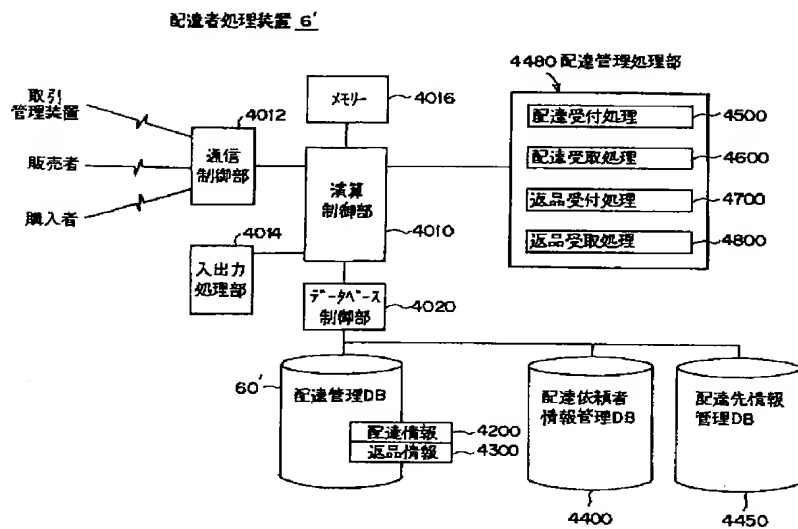 配達者処理装置 6′
4480 配達管理処理部
配達受付処理
4500
配達受取処理
4600
返品受付処理
4700
返品受取処理
4800
取引
管理装置
販売者
購入者
4012
通信
制御部
メモリー
4016
演算
制御部
4010
4014
入出力
処理部
データベース
制御部
4020
60′
配達管理DB
配達情報
4200
返品情報
4300
配達依頼者
情報管理DB
4400
配達先情報
管理DB
4450